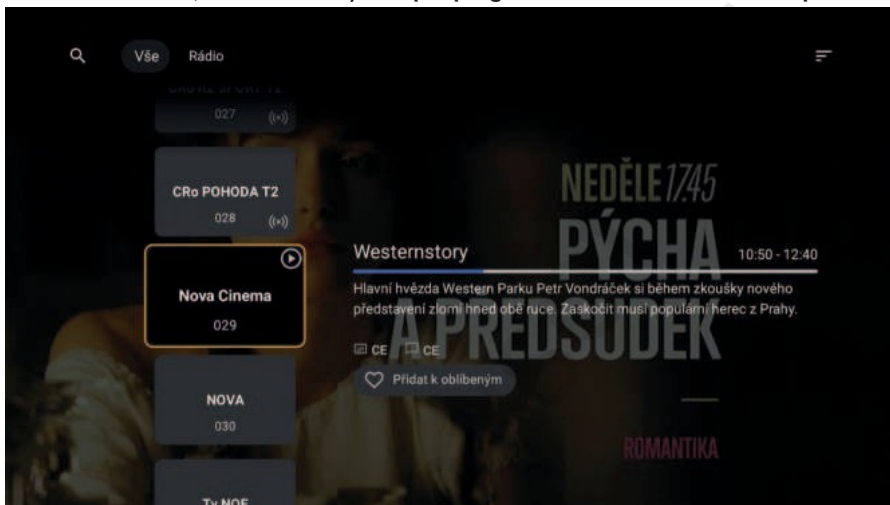 Vše Rádio
027
CRo POHODA T2
028
Nova Cinema
029
NOVA
030
Tv NOE
Westernstory
10:50 - 12:40
Hlavní hvězda Western Parku Petr Vondráček si během zkoušky nového
představení zlomí hned obě ruce. Zaskočit musí populární herec z Prahy.
CE CE
Přidat k oblíbeným
NEDĚLE 17.45
PÝCHA
A PŘEDSUDEK
ROMANTIKA